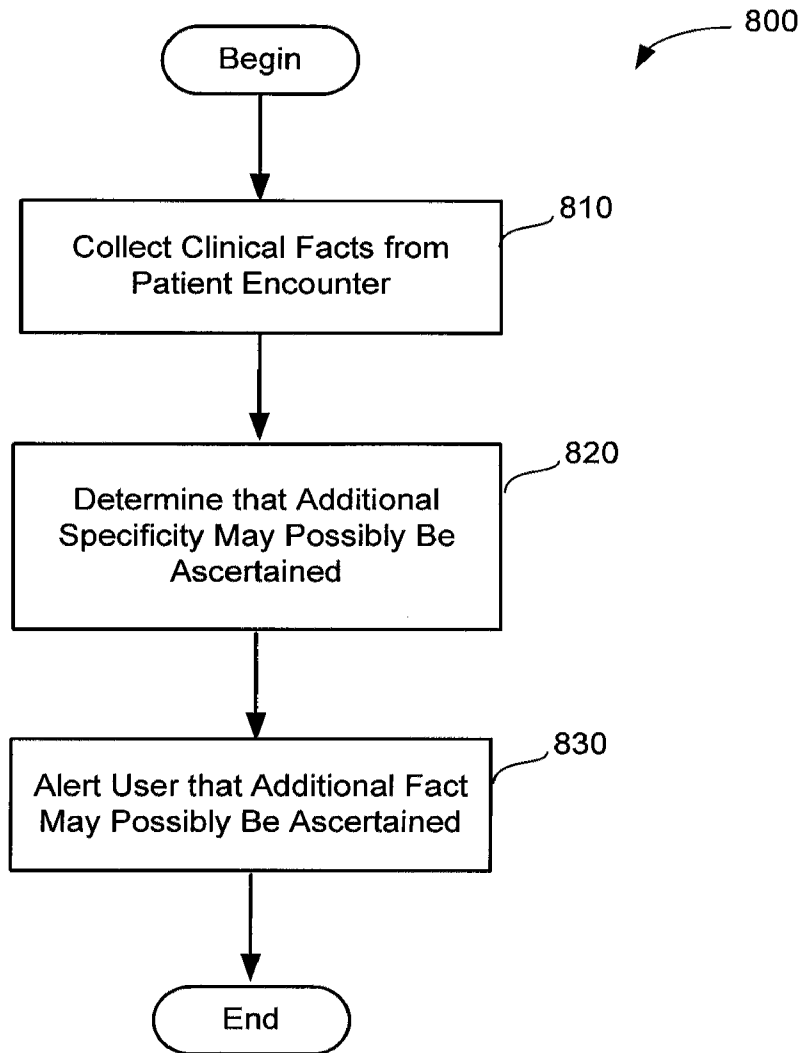 800
Begin
810
Collect Clinical Facts from
Patient Encounter
820
Determine that Additional
Specificity May Possibly Be
Ascertained
830
Alert User that Additional Fact
May Possibly Be Ascertained
End